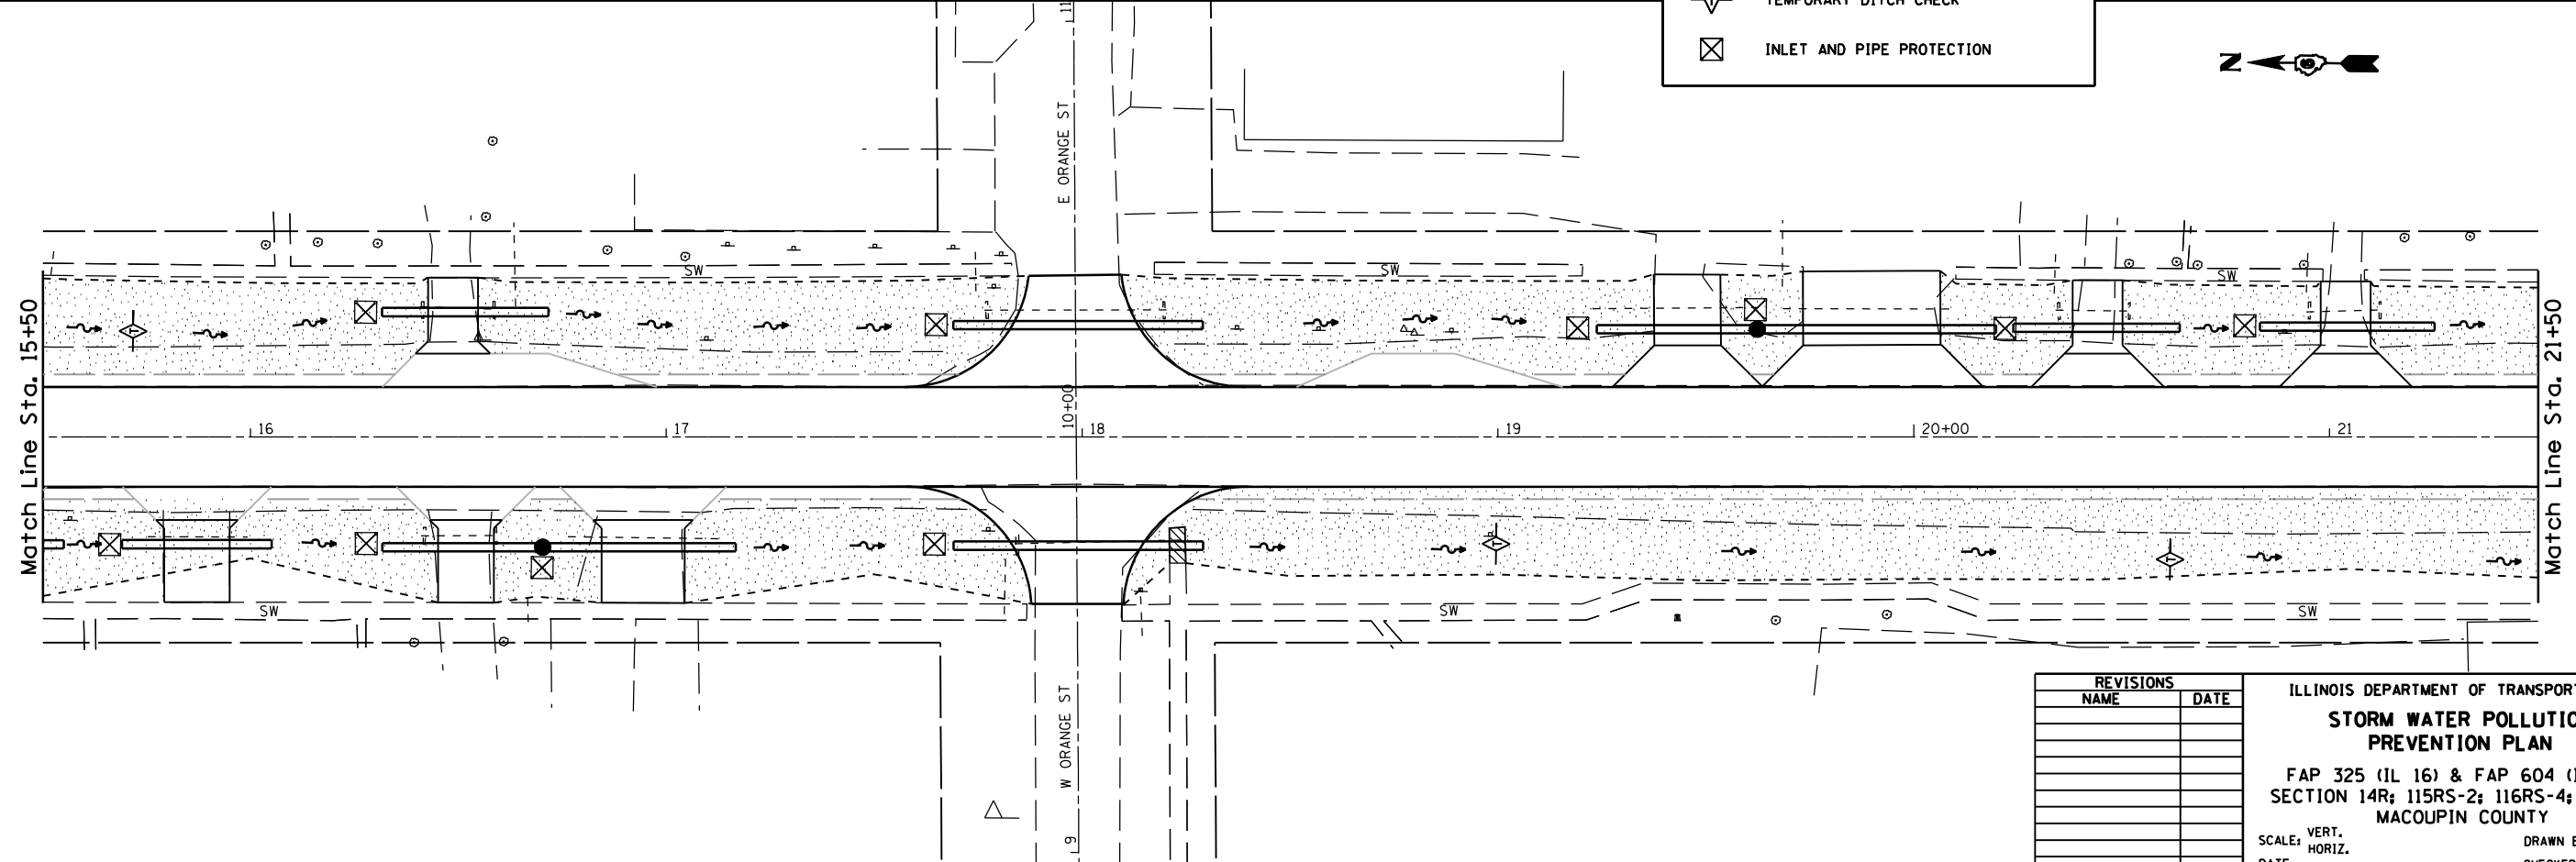 TEMPORARY DITCH CHECK
INLET AND PIPE PROTECTION
N
11
E ORANGE ST
SW
SW
SW
T
Match Line Sta. 15+50
Match Line Sta. 21+50
16
17
10+00
18
19
20+00
21
T
T
SW
SW
SW
W ORANGE ST
9
REVISIONS
NAME DATE
ILLINOIS DEPARTMENT OF TRANSPOR
STORM WATER POLLUTIO
PREVENTION PLAN
FAP 325 (IL 16) & FAP 604 (
SECTION 14R; 115RS-2; 116RS-4;
MACOUPIN COUNTY
SCALE: VERT.
HORIZ.
DRAWN
DATE